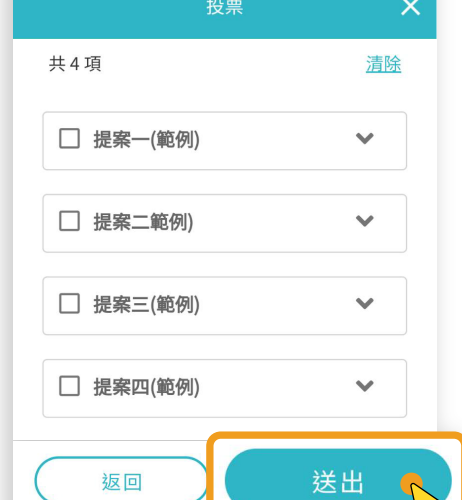 投票
共 4 項
清除
提案一(範例)
提案二範例)
提案三(範例)
提案四(範例)
返回
送出